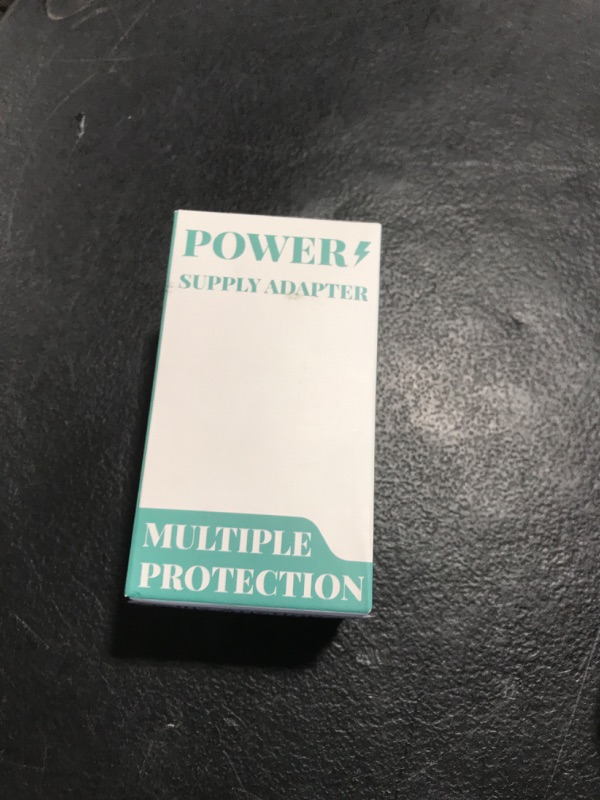 POWER
SUPPLY ADAPTER
MULTIPLE
PROTECTION